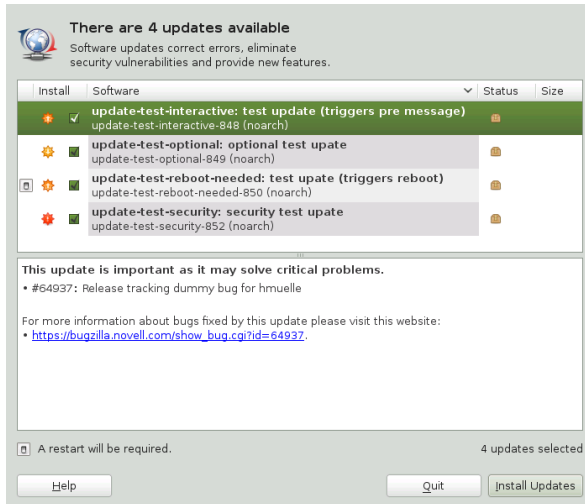 There are 4 updates available
Software updates correct errors, eliminate
security vulnerabilities and provide new features.
Install Software Status Size
update-test-interactive: test update (triggers pre message)
update-test-interactive-848 (noarch)
update-test-optional: optional test upate
update-test-optional-849 (noarch)
update-test-reboot-needed: test upate (triggers reboot)
update-test-reboot-needed-850 (noarch)
update-test-security: security test upate
update-test-security-852 (noarch)
This update is important as it may solve critical problems.
• #64937: Release tracking dummy bug for hmuelle
For more information about bugs fixed by this update please visit this website:
• https://bugzilla.novell.com/show_bug.cgi?id=64937.
A restart will be required. 4 updates selected
Help Quit Install Updates